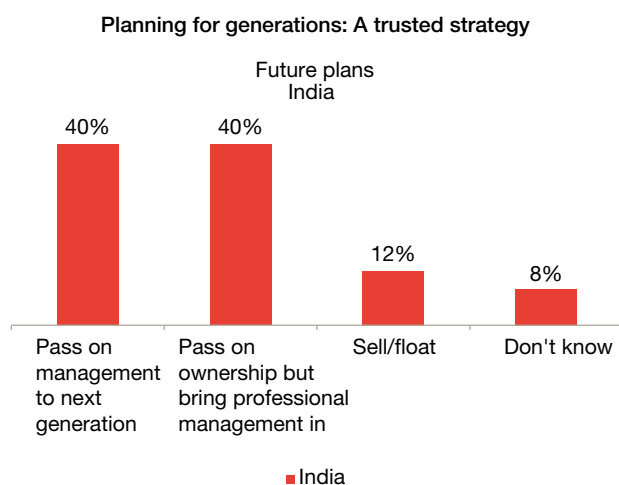 Planning for generations: A trusted strategy
Future plans
India
40%
40%
12%
8%
Pass on
management
to next
generation
Pass on
ownership but
bring professional
management in
Sell/float
Don't know
India